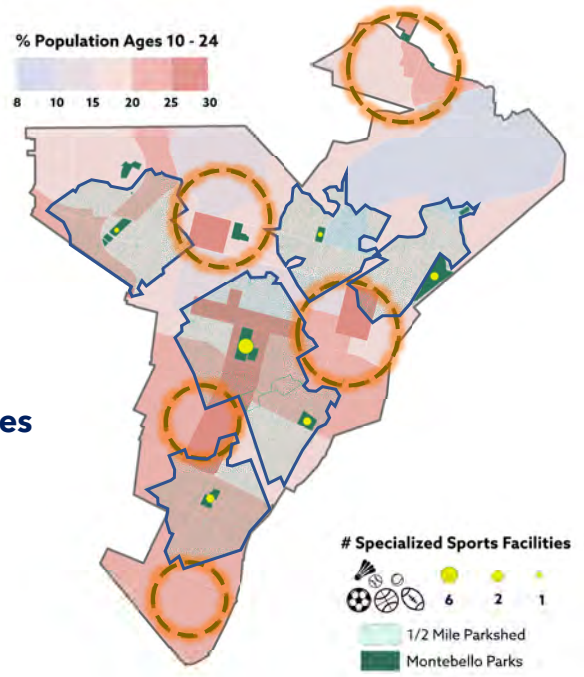 % Population Ages 10 - 24
8 10 15 20 25 30
es
# Specialized Sports Facilities
6 2 1
1/2 Mile Parkshed
Montebello Parks